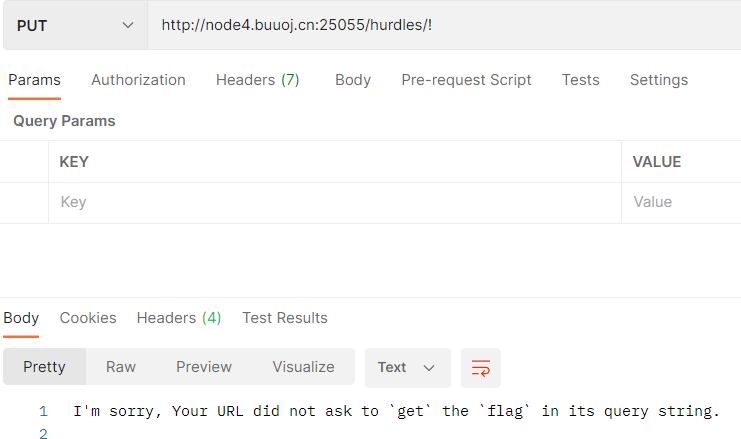 PUT http://node4.buuoj.cn:25055/hurdles/!
Params Authorization Headers (7) Body Pre-request Script Tests Settings
Query Params
KEY VALUE
Key Value
Body Cookies Headers (4) Test Results
Pretty Raw Preview Visualize Text
1 I'm sorry, Your URL did not ask to `get` the `flag` in its query string.
2